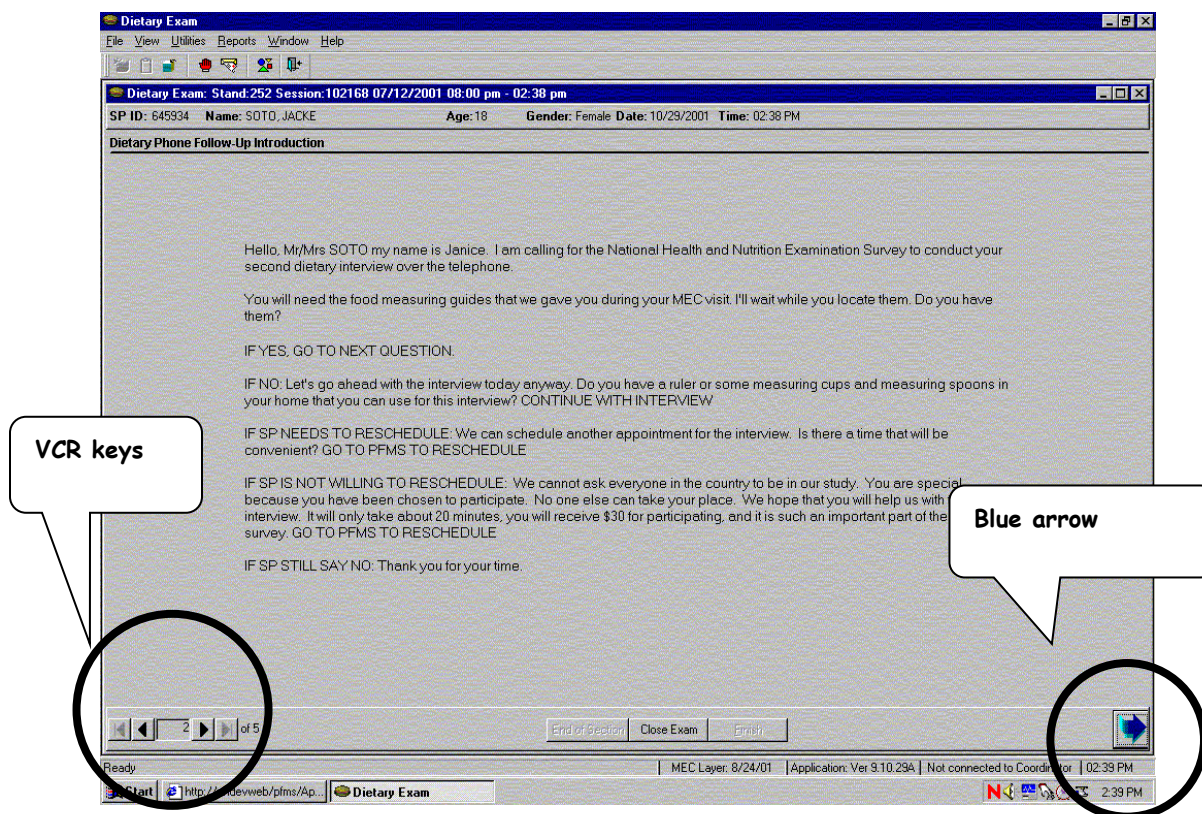 Dietary Exam
File View Utilities Reports Window Help
Dietary Exam: Stand:252 Session:102168 07/12/2001 08:00 pm - 02:38 pm
SP ID: 645934 Name: SOTO, JACKE Age: 18 Gender: Female Date: 10/29/2001 Time: 02:38 PM
Dietary Phone Follow-Up Introduction
Hello, Mr/Mrs SOTO my name is Janice. I am calling for the National Health and Nutrition Examination Survey to conduct your
second dietary interview over the telephone.
You will need the food measuring guides that we gave you during your MEC visit. I'll wait while you locate them. Do you have
them?
IF YES, GO TO NEXT QUESTION.
IF NO: Let's go ahead with the interview today anyway. Do you have a ruler or some measuring cups and measuring spoons in
your home that you can use for this interview? CONTINUE WITH INTERVIEW
IF SP NEEDS TO RESCHEDULE: We can schedule another appointment for the interview. Is there a time that will be
convenient? GO TO PFMS TO RESCHEDULE
IF SP IS NOT WILLING TO RESCHEDULE: We cannot ask everyone in the country to be in our study. You are special
because you have been chosen to participate. No one else can take your place. We hope that you will help us with
interview. It will only take about 20 minutes, you will receive $30 for participating, and it is such an important part of the
survey. GO TO PFMS TO RESCHEDULE
IF SP STILL SAY NO: Thank you for your time.
VCR keys
Blue arrow
2 of 5
End of Section Close Exam Finish
Ready MEC Layer: 8/24/01 Application: Ver 9.10.29A Not connected to Coordinator 02:39 PM
Start Dietary Exam 2:39 PM